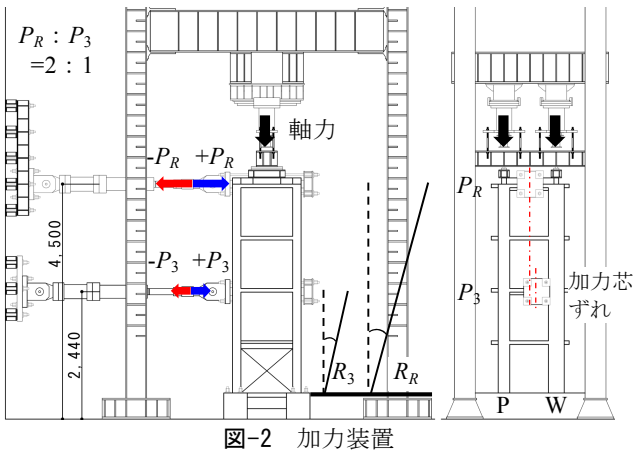 P_R : P_3
=2 : 1
軸力
-P_R +P_R
P_R
4,500
-P_3 +P_3
P_3
加力芯
ずれ
2,440
R_3
R_R
P
W
図-2 加力装置